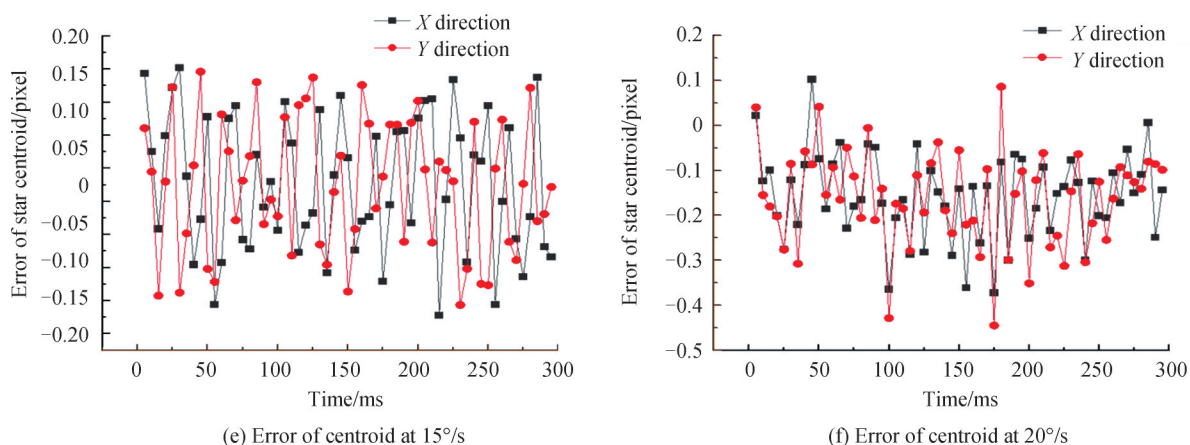 X direction
Y direction
Error of star centroid/pixel
0.20
0.15
0.10
0.05
0
−0.05
−0.10
−0.15
−0.20
0 50 100 150 200 250 300
Time/ms
(e) Error of centroid at 15°/s
X direction
Y direction
Error of star centroid/pixel
0.2
0.1
0
−0.1
−0.2
−0.3
−0.4
−0.5
0 50 100 150 200 250 300
Time/ms
(f) Error of centroid at 20°/s